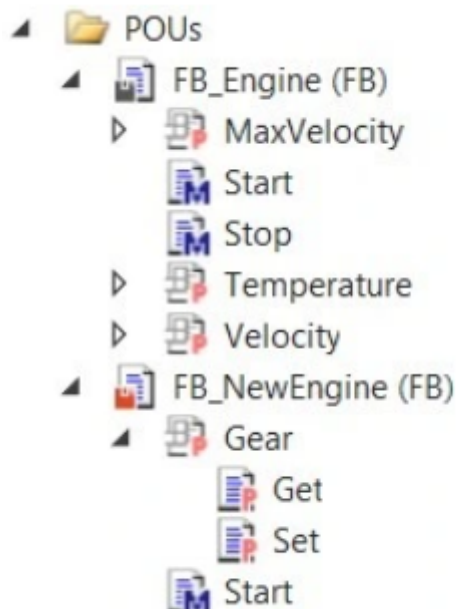 POUs
FB_Engine (FB)
MaxVelocity
Start
Stop
Temperature
Velocity
FB_NewEngine (FB)
Gear
Get
Set
Start